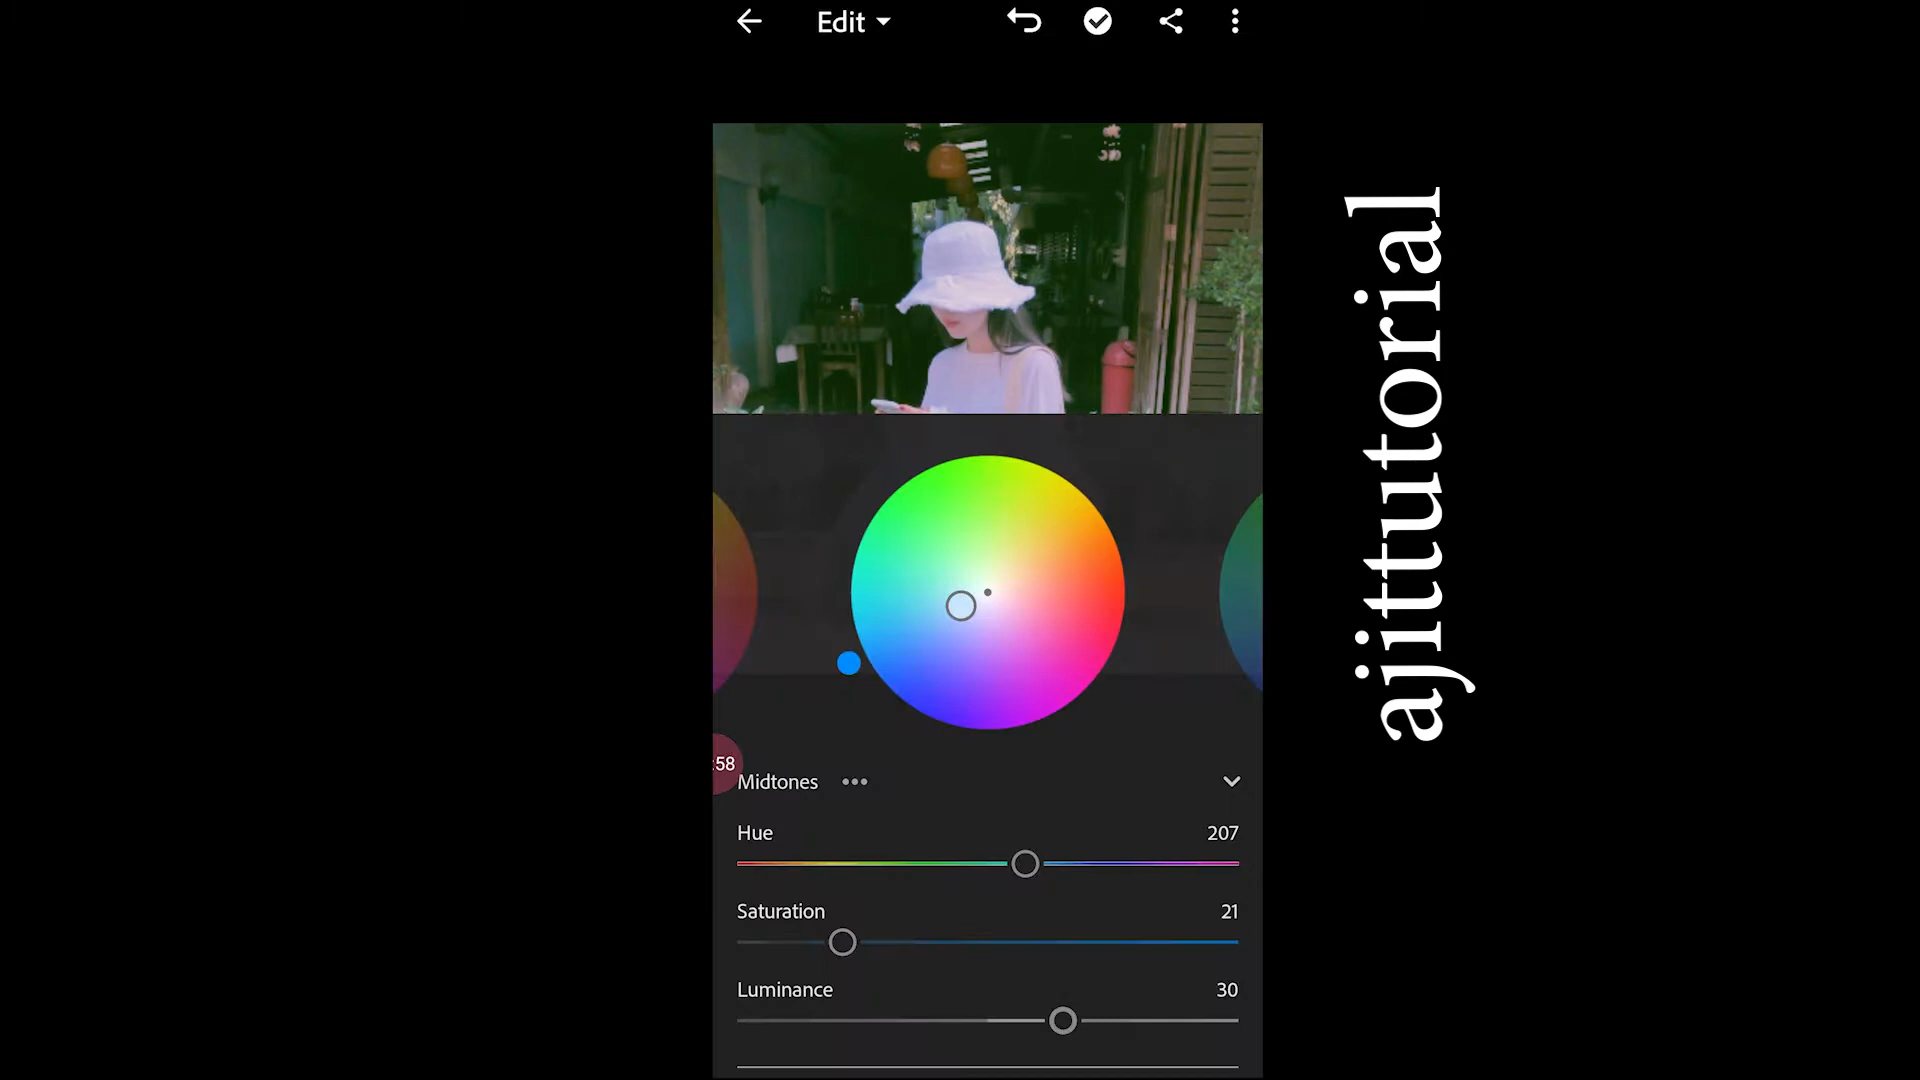 Edit
:58
Midtones
Hue 207
Saturation 21
Luminance 30
ajittutorial